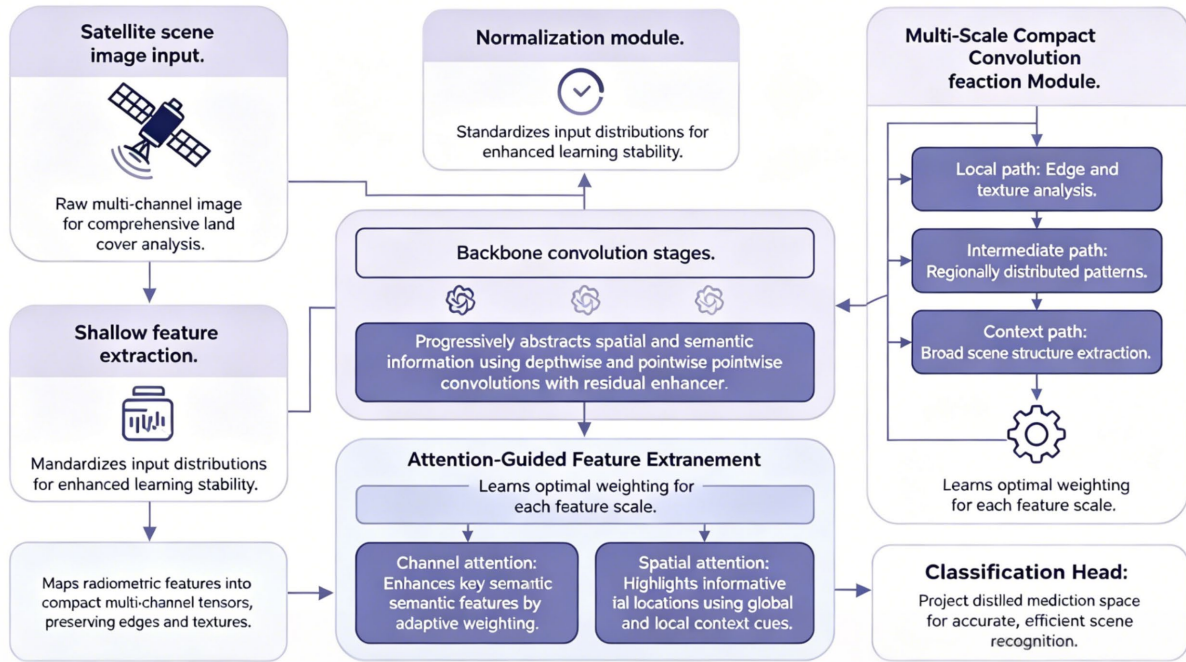 Satellite scene
image input.
Raw multi-channel image
for comprehensive land
cover analysis.
Shallow feature
extraction.
Mandardizes input distributions
for enhanced learning stability.
Maps radiometric features into
compact multi-channel tensors,
preserving edges and textures.
Normalization module.
Standardizes input distributions for
enhanced learning stability.
Backbone convolution stages.
Progressively abstracts spatial and semantic
information using depthwise and pointwise pointwise
convolutions with residual enhancer.
Attention-Guided Feature Extranement
Learns optimal weighting for
each feature scale.
Channel attention:
Enhances key semantic
semantic features by
adaptive weighting.
Spatial attention:
Highlights informative
ial locations using global
and local context cues.
Multi-Scale Compact
Convolution
feaction Module.
Local path: Edge and
texture analysis.
Intermediate path:
Regionally distributed patterns.
Context path:
Broad scene structure extraction.
Learns optimal weighting
for each feature scale.
Classification Head:
Project distlled mediction space
for accurate, efficient scene
recognition.